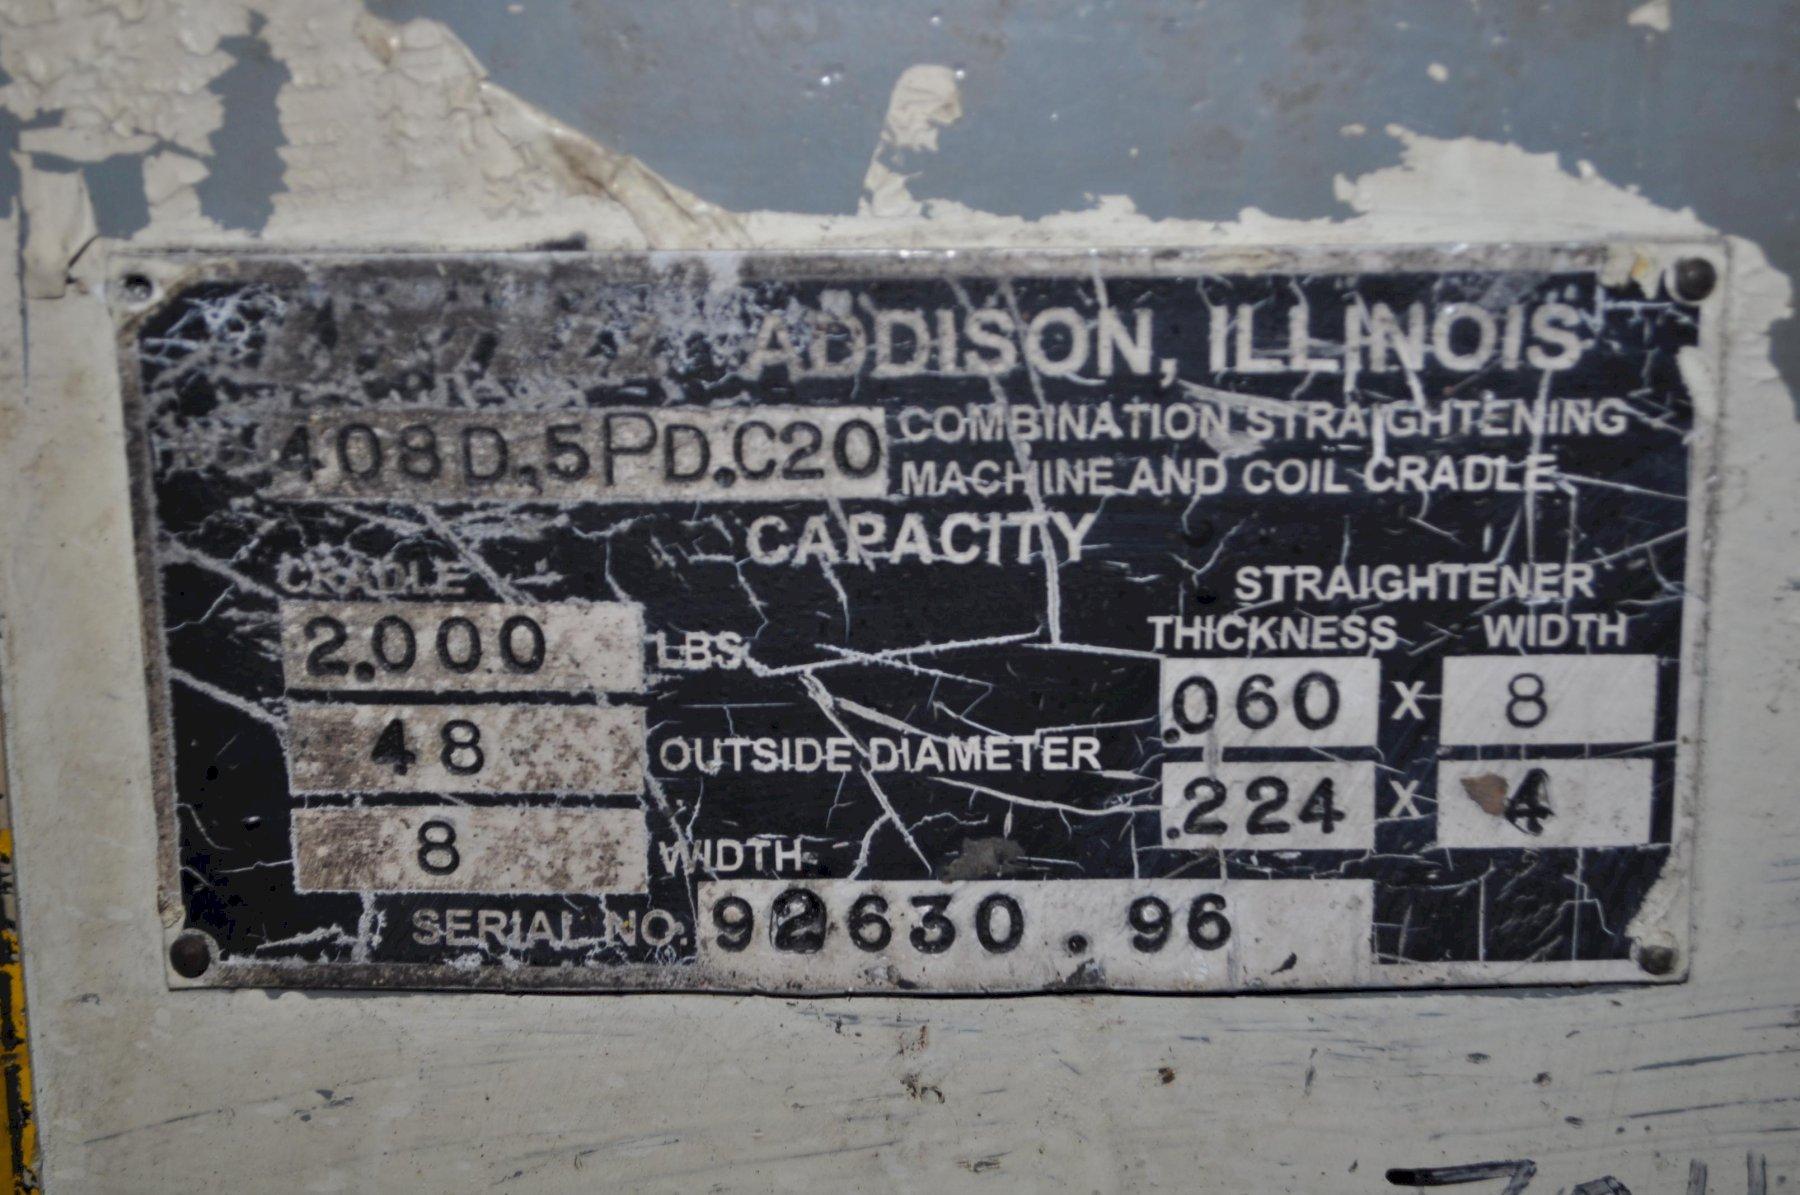 ADDISON, ILLINOIS
408D.5PD.C20 COMBINATION STRAIGHTENING
MACHINE AND COIL CRADLE
CAPACITY
CRADLE
STRAIGHTENER
THICKNESS WIDTH
2.000 LBS.
.060 X 8
48 OUTSIDE DIAMETER
.224 X 4
8 WIDTH
SERIAL NO. 92630.96